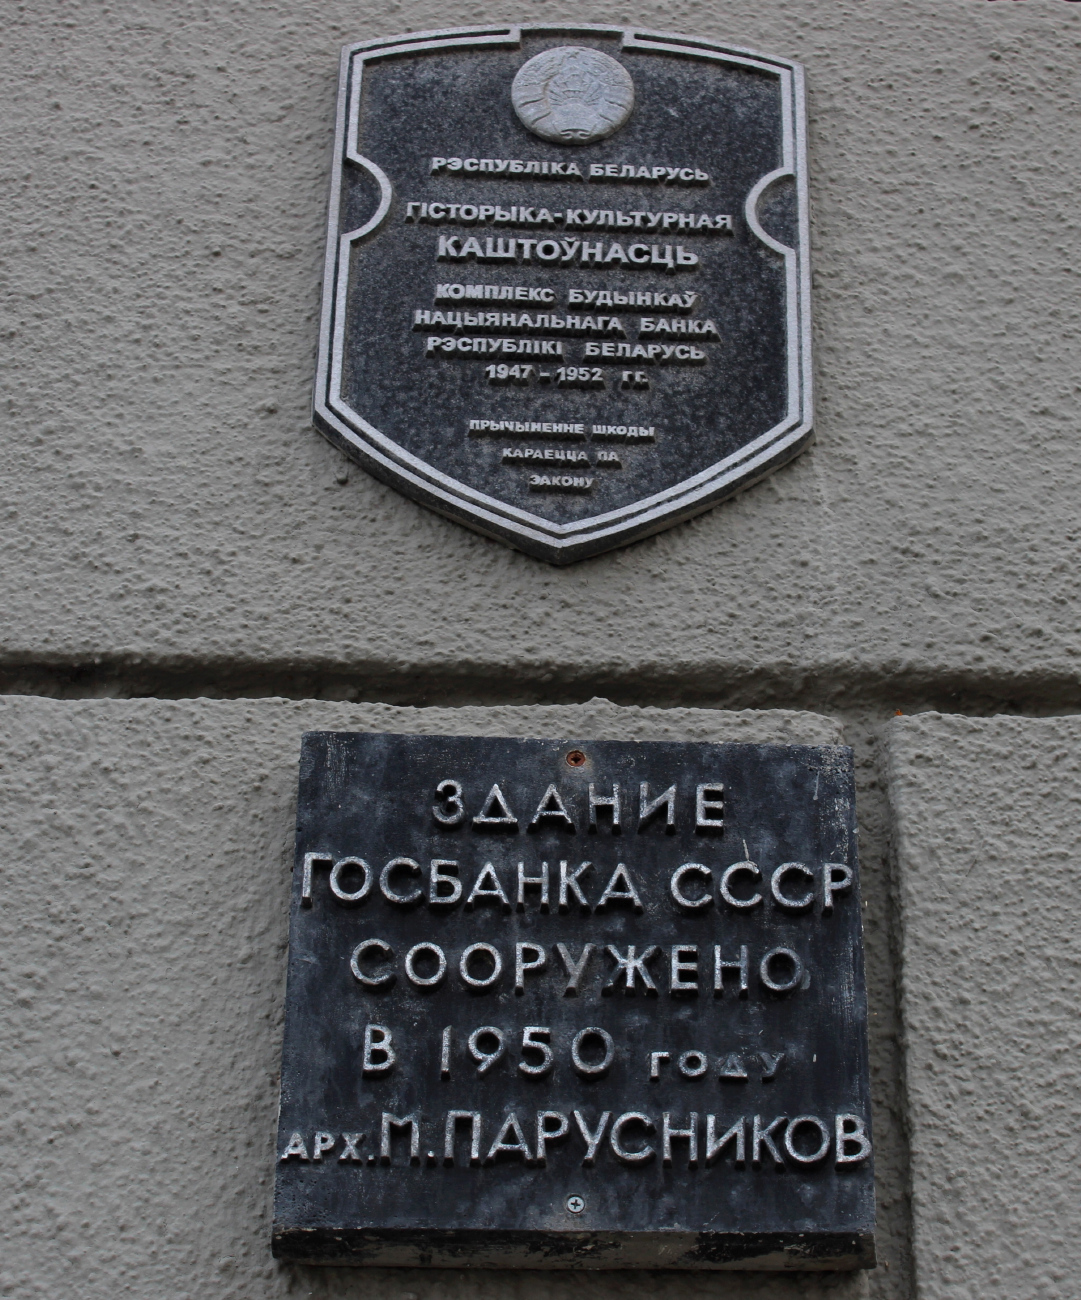 РЭСПУБЛІКА БЕЛАРУСЬ
ГІСТОРЫКА-КУЛЬТУРНАЯ
КАШТОЎНАСЦЬ
КОМПЛЕКС БУДЫНКАЎ
НАЦЫЯНАЛЬНАГА БАНКА
РЭСПУБЛІКІ БЕЛАРУСЬ
1947 - 1952 гг.
ПРЫЧЫНЕННЕ ШКОДЫ
КАРАЕЦЦА ПА
ЗАКОНУ
ЗДАНИЕ
ГОСБАНКА СССР
СООРУЖЕНО
В 1950 ГОДУ
АРХ. М. ПАРУСНИКОВ